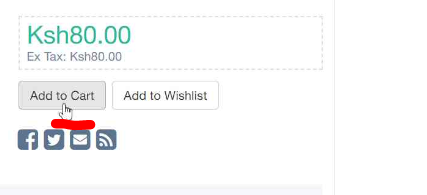 Ksh80.00
Ex Tax: Ksh80.00
Add to Cart Add to Wishlist